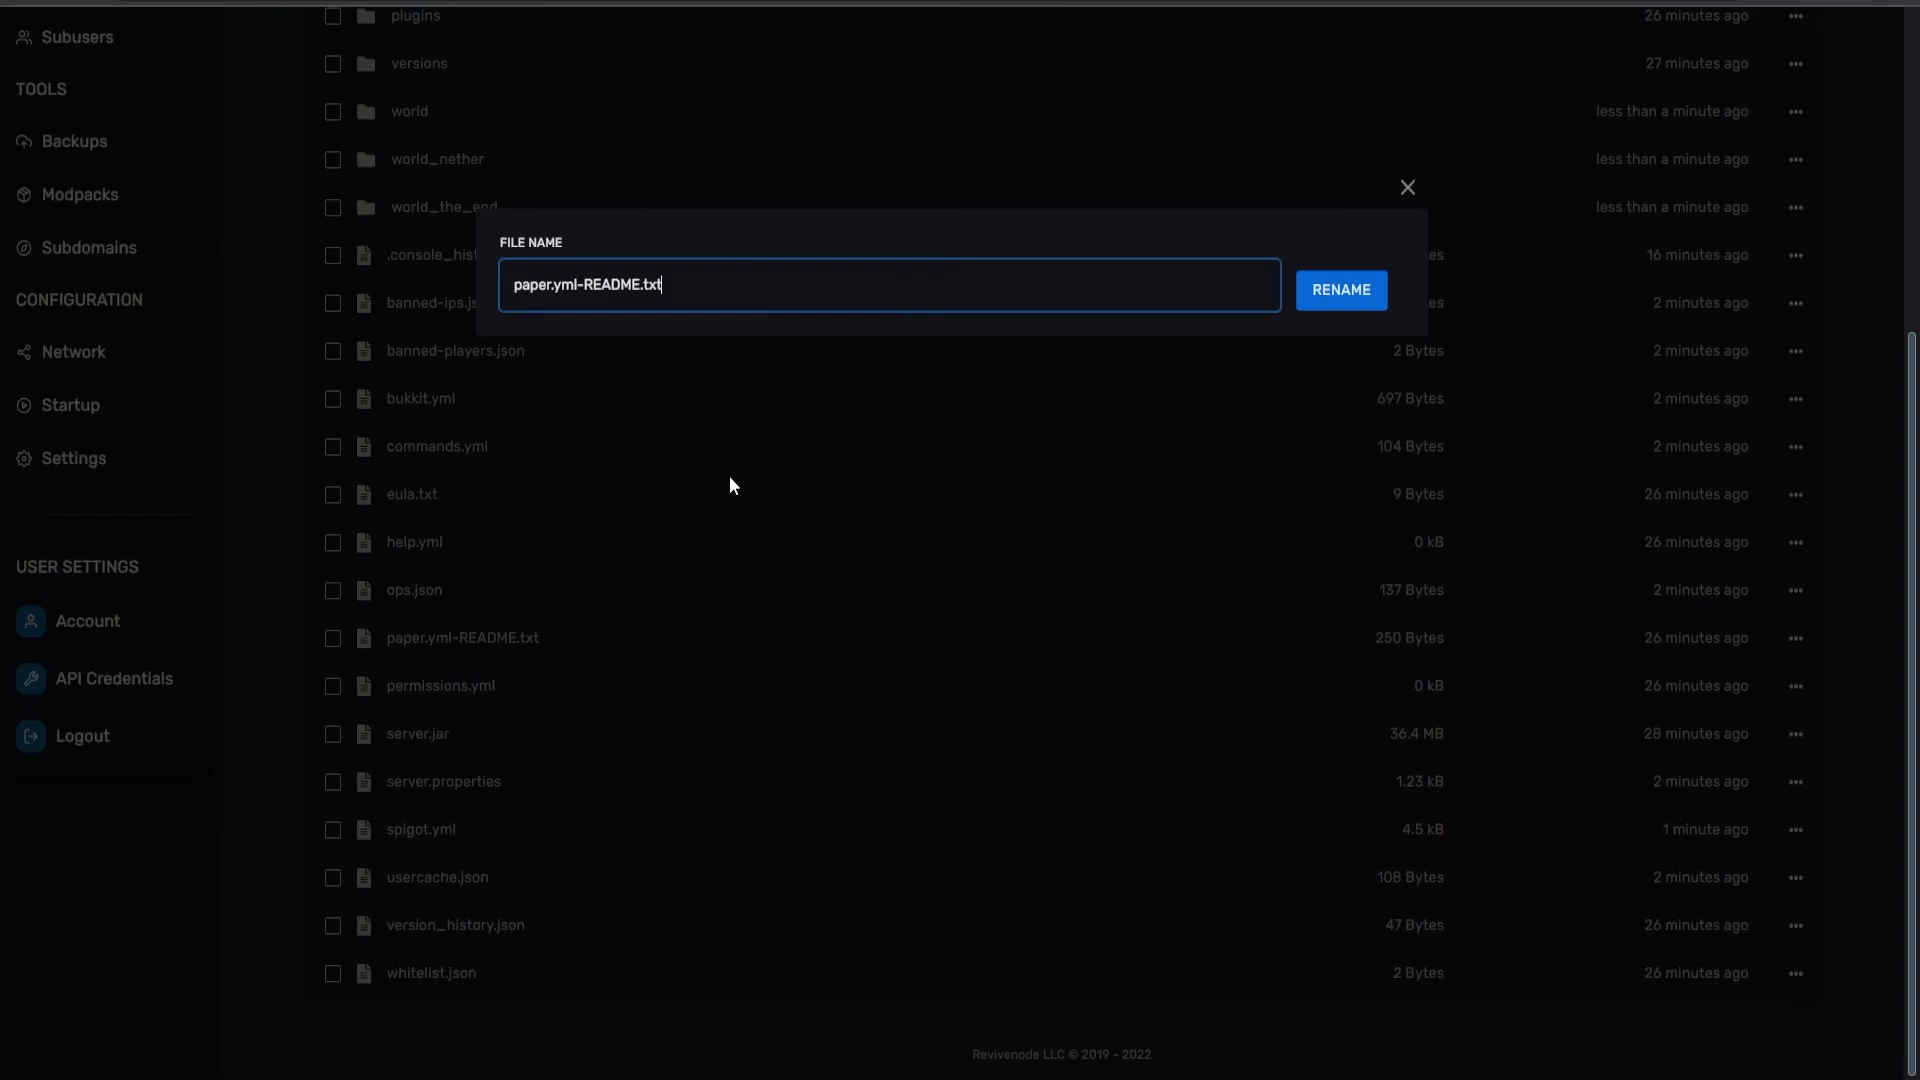 Subusers
TOOLS
Backups
Modpacks
Subdomains
CONFIGURATION
Network
Startup
Settings
USER SETTINGS
Account
API Credentials
Logout
plugins 26 minutes ago
versions 27 minutes ago
world less than a minute ago
world_nether less than a minute ago
world_the_end less than a minute ago
FILE NAME
paper.yml-README.txt RENAME
.console_hist es 16 minutes ago
banned-ips.js es 2 minutes ago
banned-players.json 2 Bytes 2 minutes ago
bukkit.yml 697 Bytes 2 minutes ago
commands.yml 104 Bytes 2 minutes ago
eula.txt 9 Bytes 26 minutes ago
help.yml 0 kB 26 minutes ago
ops.json 137 Bytes 2 minutes ago
paper.yml-README.txt 250 Bytes 26 minutes ago
permissions.yml 0 kB 26 minutes ago
server.jar 36.4 MB 28 minutes ago
server.properties 1.23 kB 2 minutes ago
spigot.yml 4.5 kB 1 minute ago
usercache.json 108 Bytes 2 minutes ago
version_history.json 47 Bytes 26 minutes ago
whitelist.json 2 Bytes 26 minutes ago
Revivenode LLC © 2019 - 2022